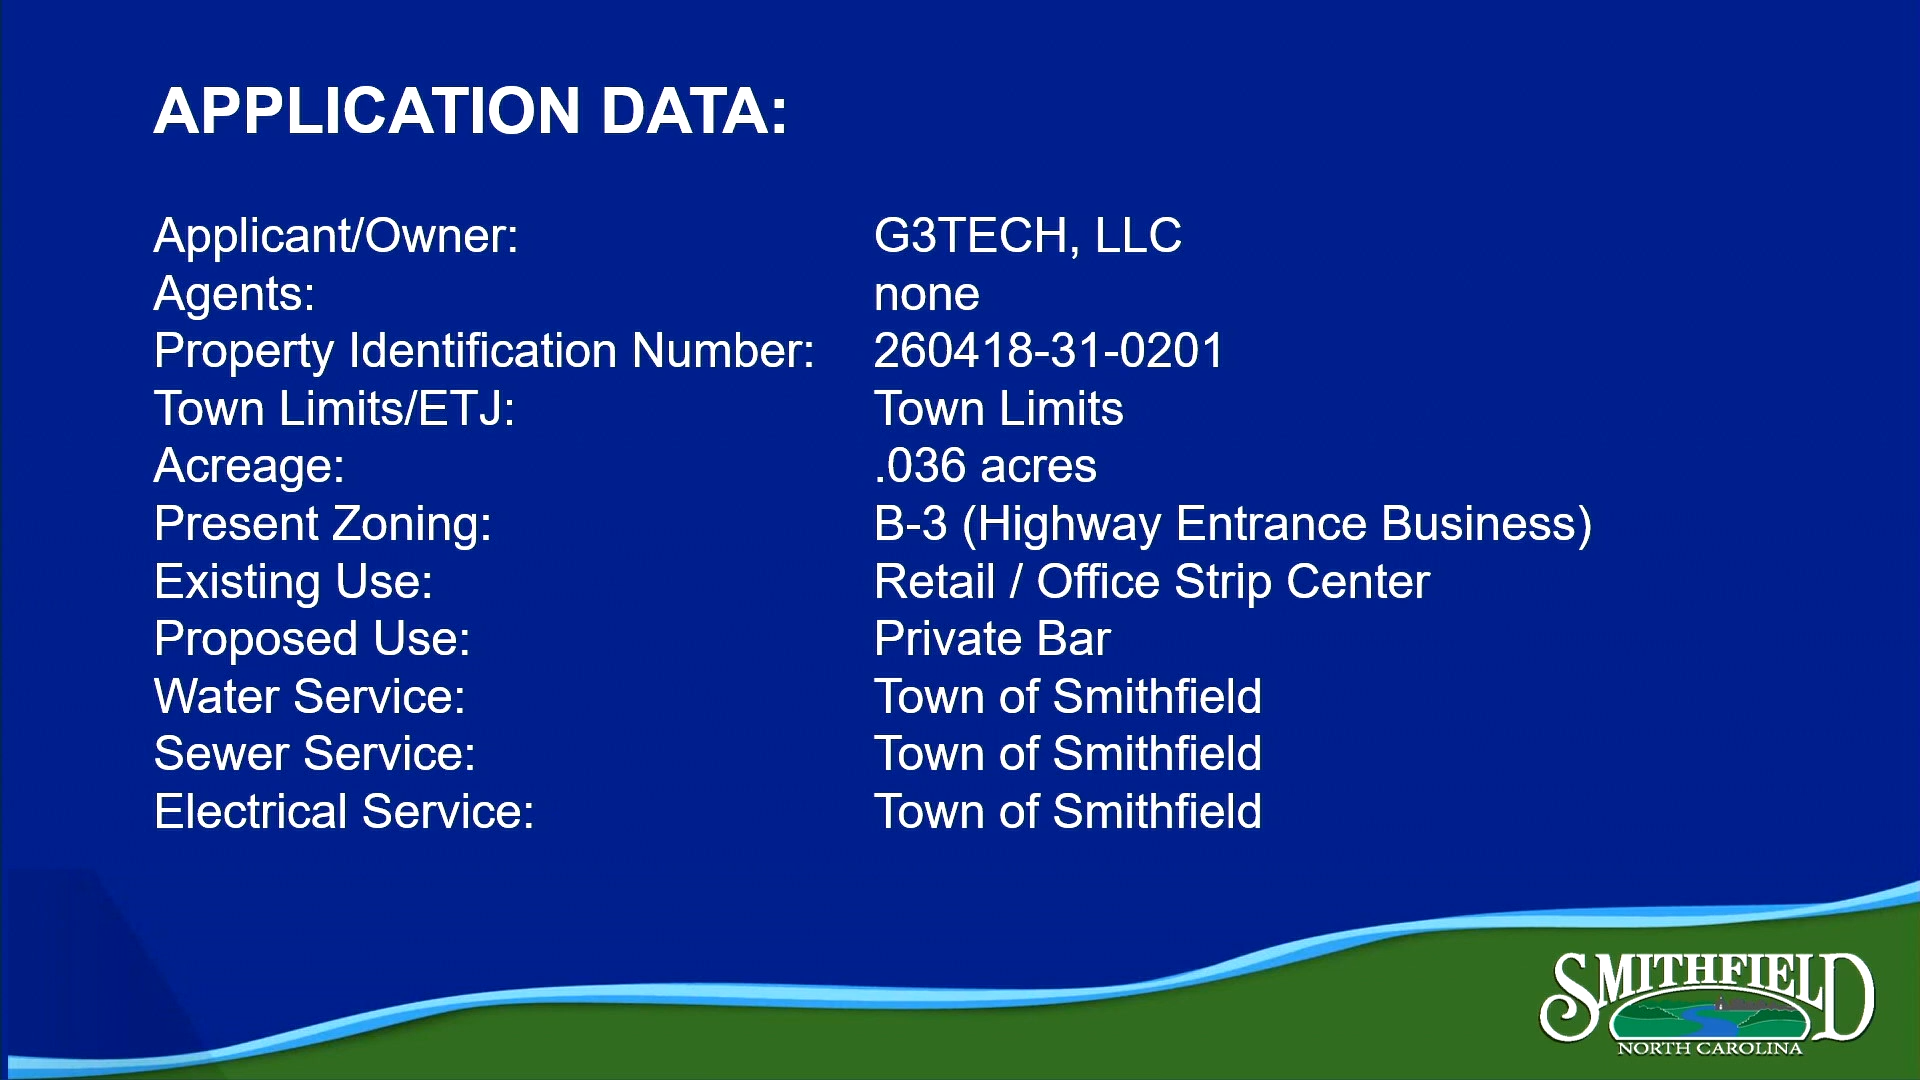 APPLICATION DATA:
Applicant/Owner: G3TECH, LLC
Agents: none
Property Identification Number: 260418-31-0201
Town Limits/ETJ: Town Limits
Acreage: .036 acres
Present Zoning: B-3 (Highway Entrance Business)
Existing Use: Retail / Office Strip Center
Proposed Use: Private Bar
Water Service: Town of Smithfield
Sewer Service: Town of Smithfield
Electrical Service: Town of Smithfield
SMITHFIELD
NORTH CAROLINA